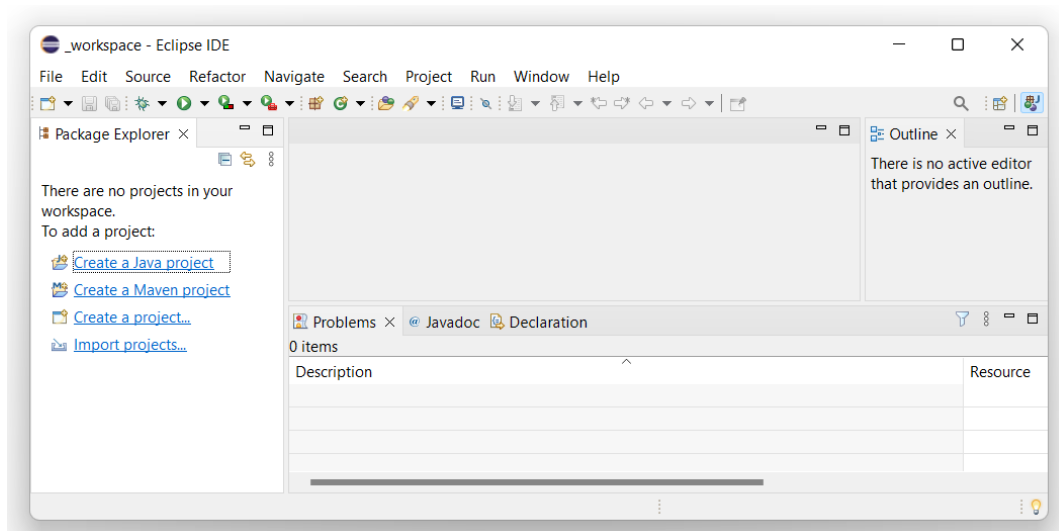 _workspace - Eclipse IDE
File Edit Source Refactor Navigate Search Project Run Window Help
Package Explorer
There are no projects in your
workspace.
To add a project:
Create a Java project
Create a Maven project
Create a project...
Import projects...
Outline
There is no active editor
that provides an outline.
Problems @ Javadoc Declaration
0 items
Description Resource